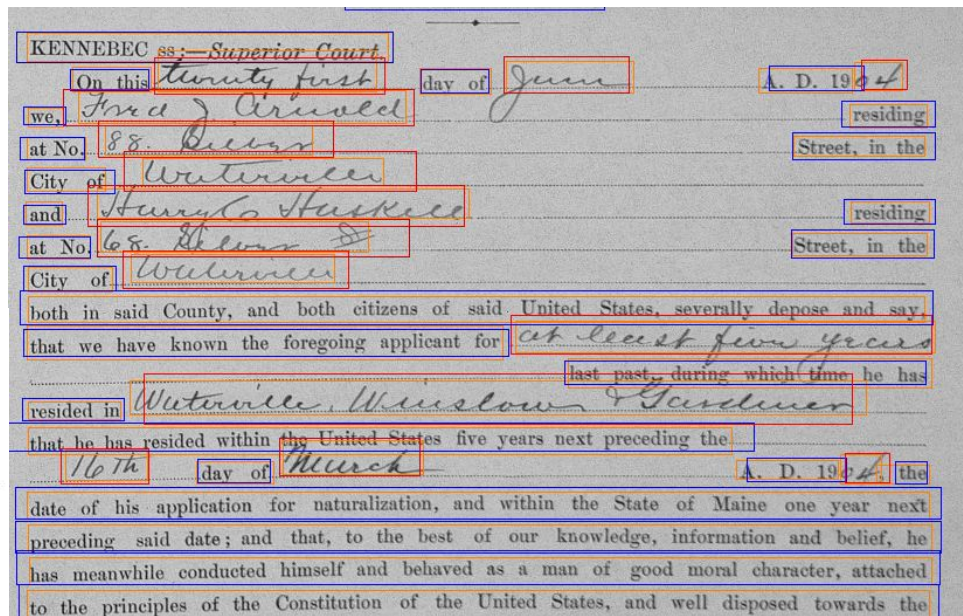 KENNEBEC ss:—Superior Court.
On this twenty first day of June A. D. 1904
we, Fred J. Arnold residing
at No. 88. Silver Street, in the
City of Waterville
and Harry C Haskell residing
at No. 68. Silver St Street, in the
City of Waterville
both in said County, and both citizens of said United States, severally depose and say,
that we have known the foregoing applicant for at least five years
last past, during which time he has
resided in Waterville, Winslow & Gardiner
that he has resided within the United States five years next preceding the
16th day of March A. D. 1904, the
date of his application for naturalization, and within the State of Maine one year next
preceding said date; and that, to the best of our knowledge, information and belief, he
has meanwhile conducted himself and behaved as a man of good moral character, attached
to the principles of the Constitution of the United States, and well disposed towards the